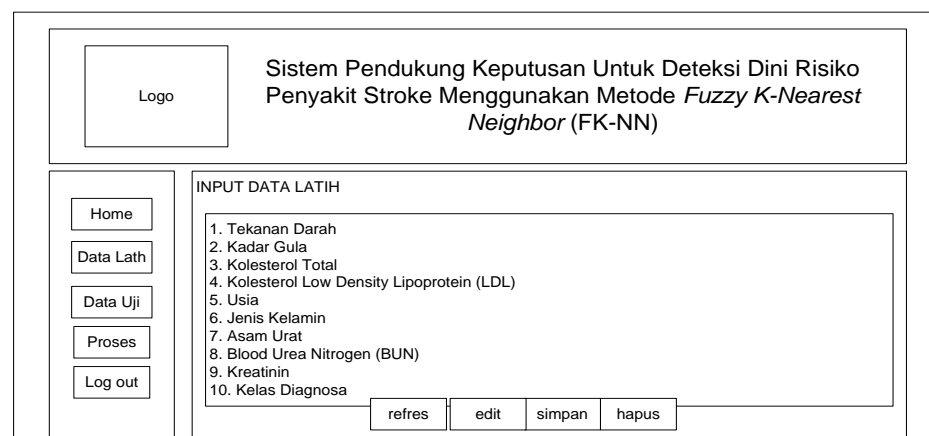 Logo
Sistem Pendukung Keputusan Untuk Deteksi Dini Risiko
Penyakit Stroke Menggunakan Metode Fuzzy K-Nearest
Neighbor (FK-NN)
Home
Data Lath
Data Uji
Proses
Log out
INPUT DATA LATIH
1. Tekanan Darah
2. Kadar Gula
3. Kolesterol Total
4. Kolesterol Low Density Lipoprotein (LDL)
5. Usia
6. Jenis Kelamin
7. Asam Urat
8. Blood Urea Nitrogen (BUN)
9. Kreatinin
10. Kelas Diagnosa
refres edit simpan hapus